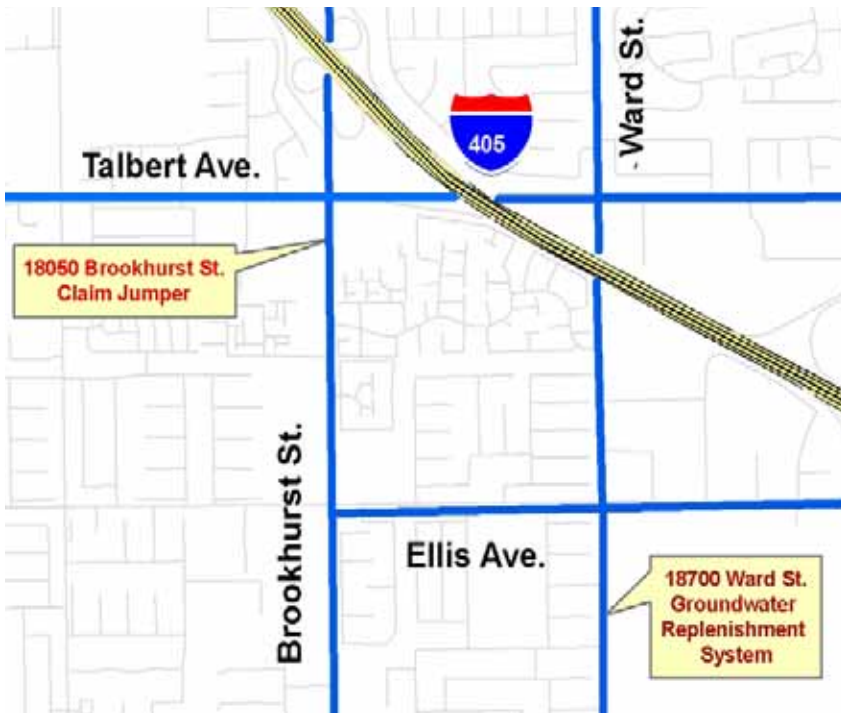 Ward St.
405
Talbert Ave.
18050 Brookhurst St.
Claim Jumper
Brookhurst St.
Ellis Ave.
18700 Ward St.
Groundwater
Replenishment
System